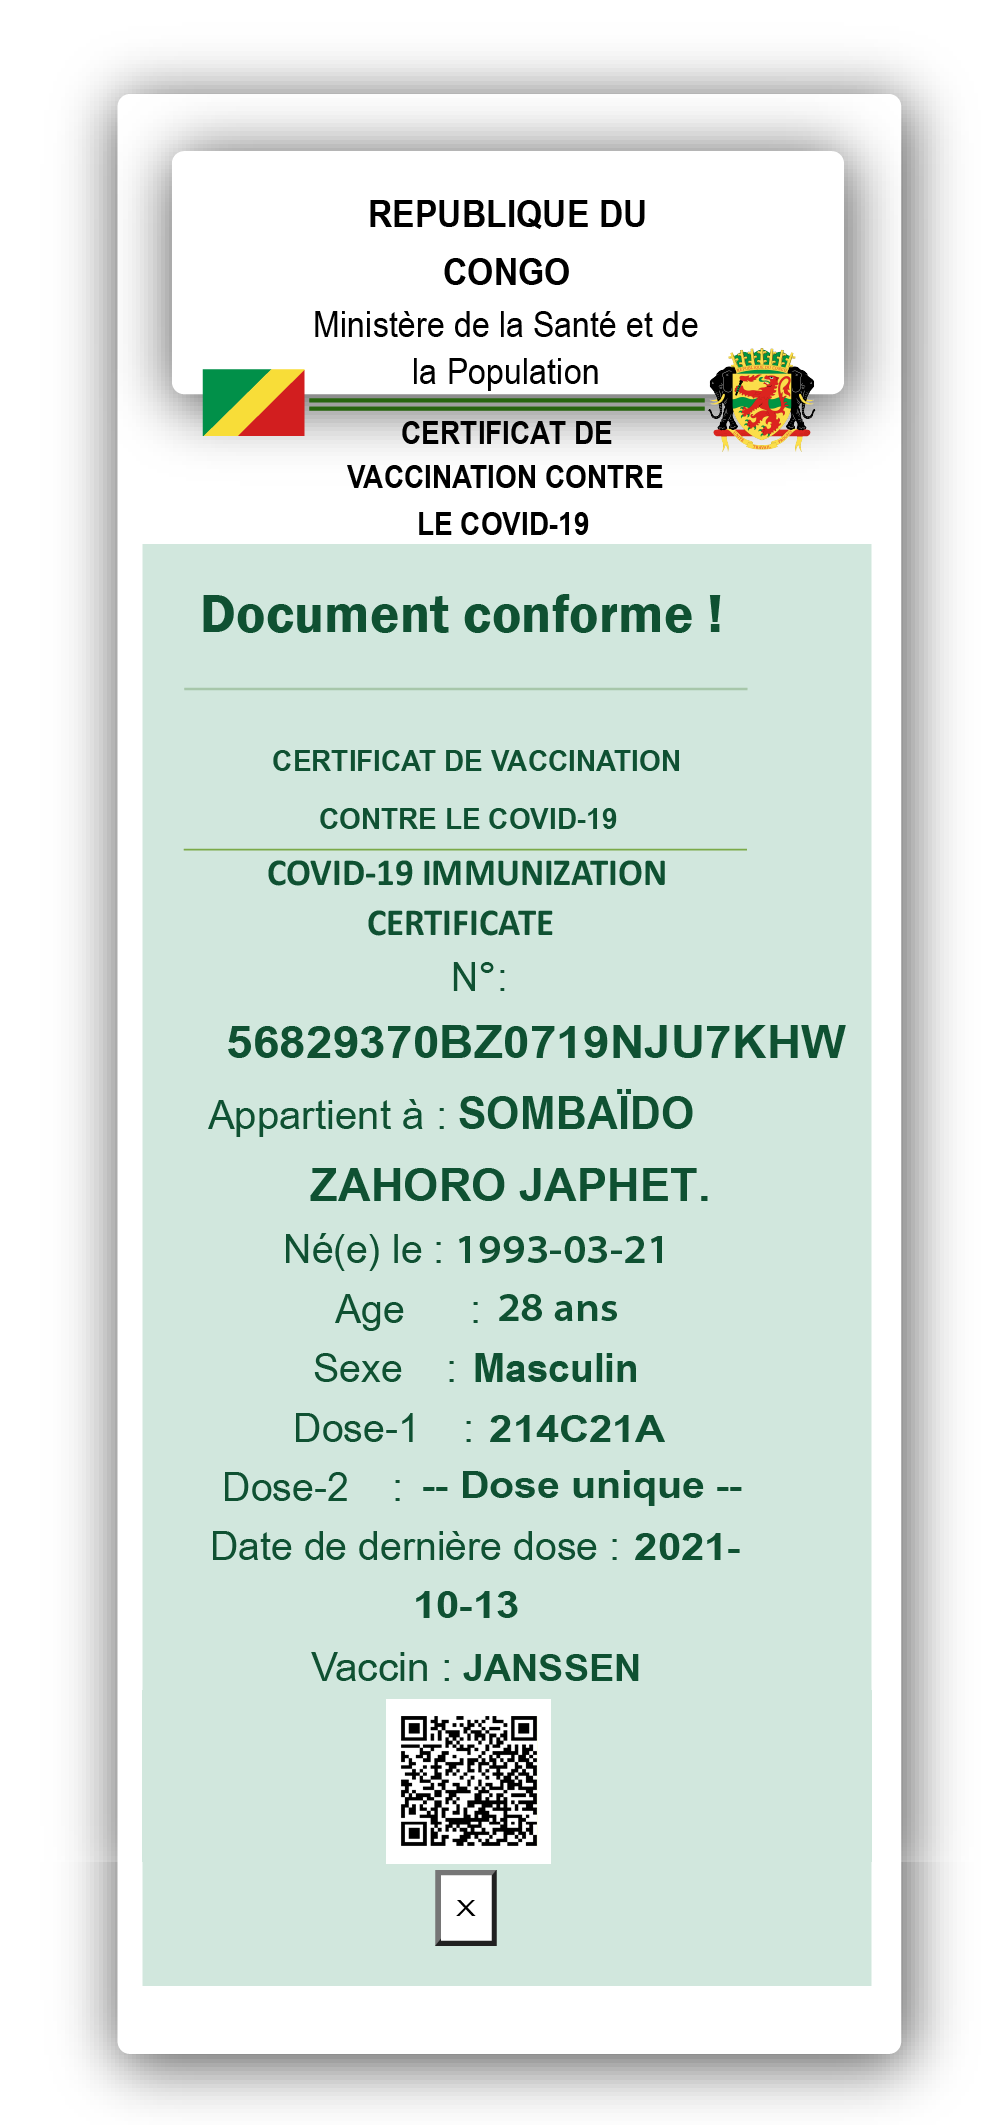 REPUBLIQUE DU
CONGO
Ministère de la Santé et de
la Population
CERTIFICAT DE
VACCINATION CONTRE
LE COVID-19
Document conforme !
CERTIFICAT DE VACCINATION
CONTRE LE COVID-19
COVID-19 IMMUNIZATION
CERTIFICATE
N°:
56829370BZ0719NJU7KHW
Appartient à : SOMBAÏDO
ZAHORO JAPHET.
Né(e) le : 1993-03-21
Age : 28 ans
Sexe : Masculin
Dose-1 : 214C21A
Dose-2 : -- Dose unique --
Date de dernière dose : 2021-
10-13
Vaccin : JANSSEN
X